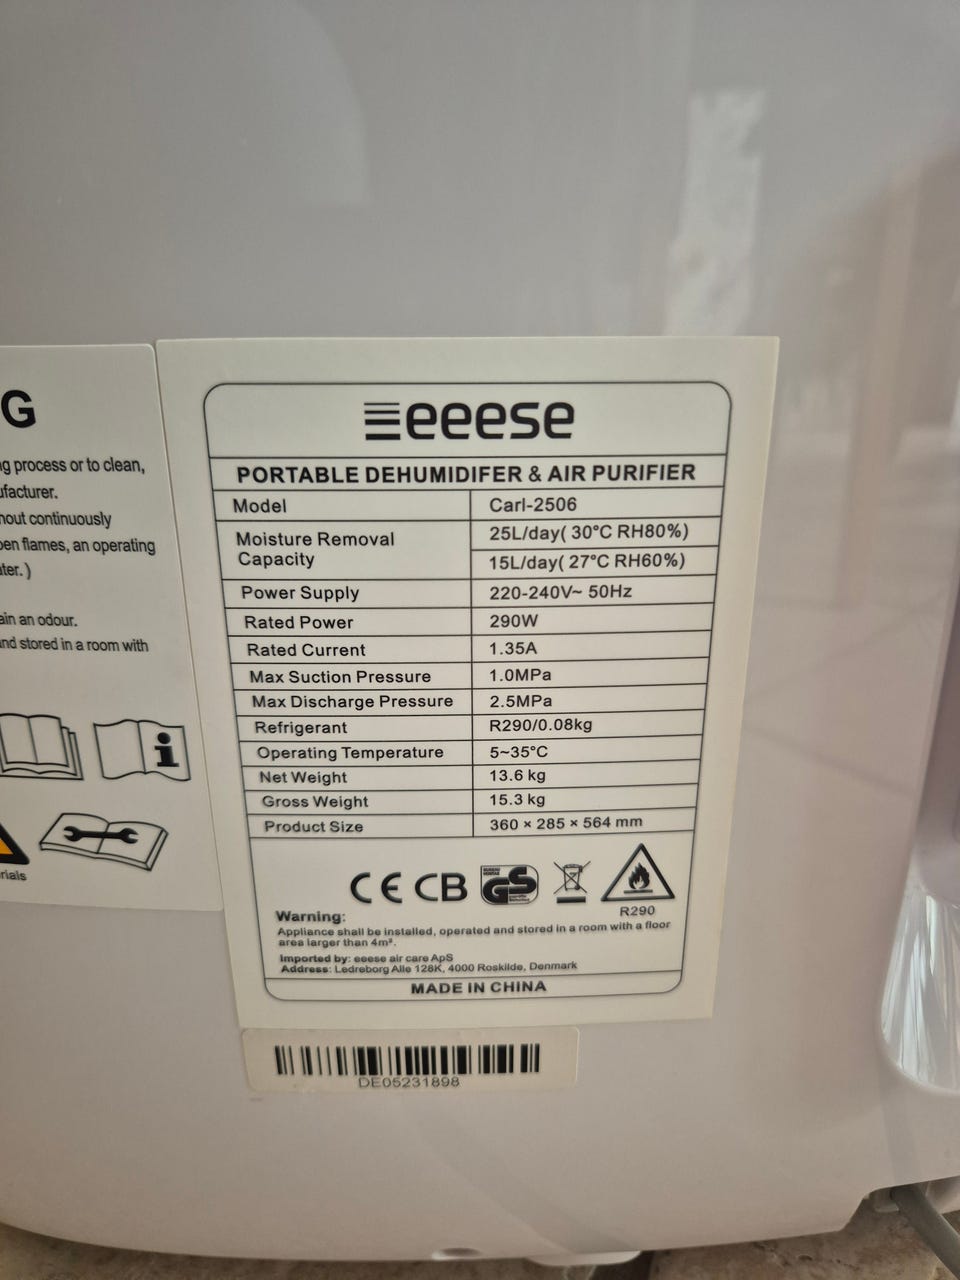 G
ng process or to clean,
ufacturer.
hout continuously
pen flames, an operating
ater.)
ain an odour.
and stored in a room with
rials
eeese
PORTABLE DEHUMIDIFER & AIR PURIFIER
Model Carl-2506
Moisture Removal Capacity 25L/day( 30°C RH80%)
15L/day( 27°C RH60%)
Power Supply 220-240V~ 50Hz
Rated Power 290W
Rated Current 1.35A
Max Suction Pressure 1.0MPa
Max Discharge Pressure 2.5MPa
Refrigerant R290/0.08kg
Operating Temperature 5~35°C
Net Weight 13.6 kg
Gross Weight 15.3 kg
Product Size 360 × 285 × 564 mm
CE CB GS
R290
Warning:
Appliance shall be installed, operated and stored in a room with a floor
area larger than 4m².
Imported by: eeese air care ApS
Address: Ledreborg Alle 128K, 4000 Roskilde, Denmark
MADE IN CHINA
DE05231898